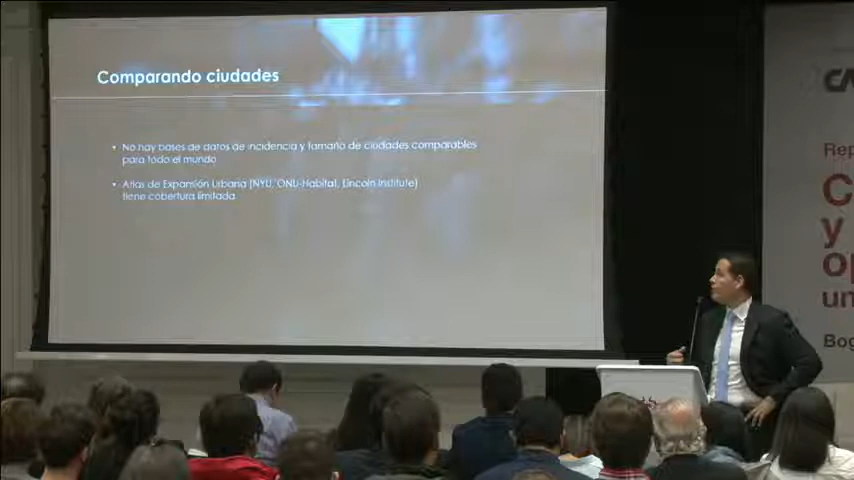 Comparando ciudades
• No hay bases de datos de incidencia y tamaño de ciudades comparables
para todo el mundo
• Atlas de Expansión Urbana (NYU, ONU-Habitat, Lincoln Institute)
tiene cobertura limitada
CA
Rep
C
y
op
un
Bog